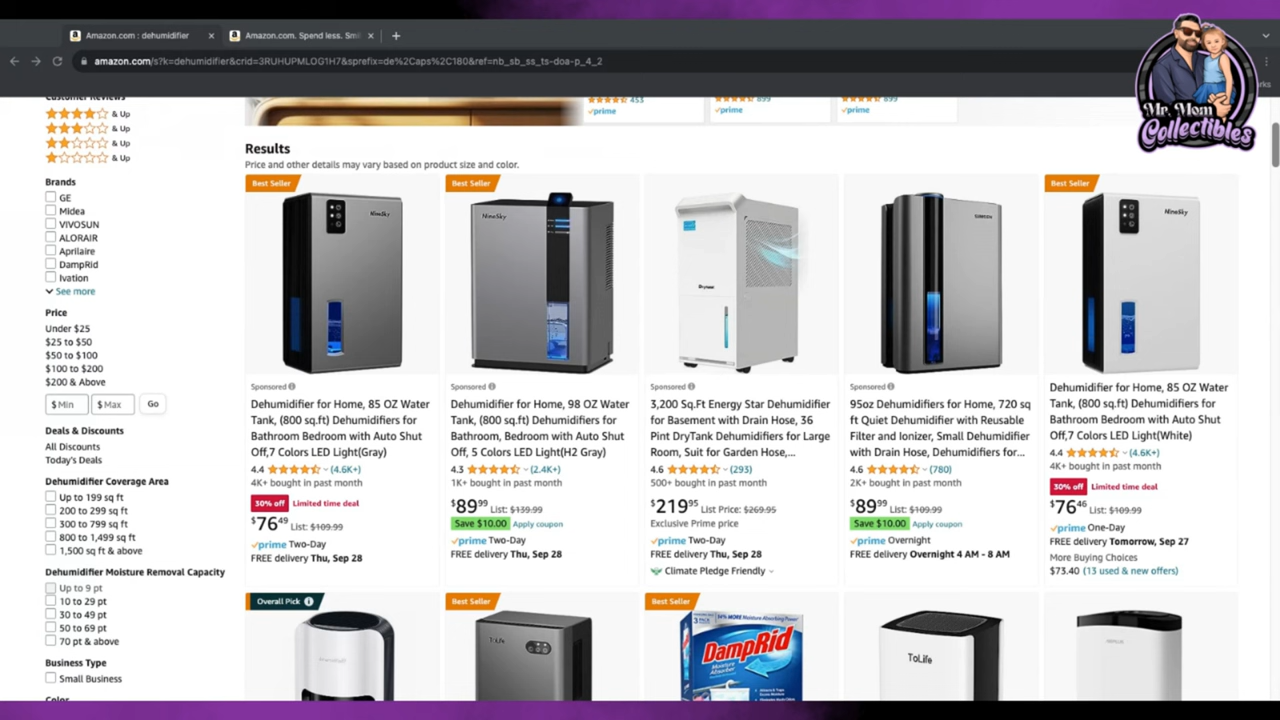 Amazon.com : dehumidifier
Amazon.com. Spend less. Smi
amazon.com/s?k=dehumidifier&crid=3RUHUPMLOG1H7&sprefix=de%2Caps%2C180&ref=nb_sb_ss_ts-doa-p_4_2
Mr. Mom
Collectibles
Customer Reviews
& Up
& Up
& Up
& Up
Brands
GE
Midea
VIVOSUN
ALORAIR
Aprilaire
DampRid
Ivation
See more
Price
Under $25
$25 to $50
$50 to $100
$100 to $200
$200 & Above
$ Min
$ Max
Go
Deals & Discounts
All Discounts
Today's Deals
Dehumidifier Coverage Area
Up to 199 sq ft
200 to 299 sq ft
300 to 799 sq ft
800 to 1,499 sq ft
1,500 sq ft & above
Dehumidifier Moisture Removal Capacity
Up to 9 pt
10 to 29 pt
30 to 49 pt
50 to 69 pt
70 pt & above
Business Type
Small Business
Color
453
prime
899
prime
899
prime
Results
Price and other details may vary based on product size and color.
Best Seller
NineSky
Sponsored
Dehumidifier for Home, 85 OZ Water
Tank, (800 sq.ft) Dehumidifiers for
Bathroom Bedroom with Auto Shut
Off,7 Colors LED Light(Gray)
4.4 (4.6K+)
4K+ bought in past month
30% off Limited time deal
$76 49 List: $109.99
prime Two-Day
FREE delivery Thu, Sep 28
Best Seller
NineSky
Sponsored
Dehumidifier for Home, 98 OZ Water
Tank, (800 sq.ft) Dehumidifiers for
Bathroom, Bedroom with Auto Shut
Off, 5 Colors LED Light(H2 Gray)
4.3 (2.4K+)
1K+ bought in past month
$89 99 List: $139.99
Save $10.00 Apply coupon
prime Two-Day
FREE delivery Thu, Sep 28
Sponsored
3,200 Sq.Ft Energy Star Dehumidifier
for Basement with Drain Hose, 36
Pint DryTank Dehumidifiers for Large
Room, Suit for Garden Hose,...
4.6 (293)
500+ bought in past month
$219 95 List Price: $269.95
Exclusive Prime price
prime Two-Day
FREE delivery Thu, Sep 28
Climate Pledge Friendly
Sponsored
95oz Dehumidifiers for Home, 720 sq
ft Quiet Dehumidifier with Reusable
Filter and Ionizer, Small Dehumidifier
with Drain Hose, Dehumidifiers for...
4.6 (780)
2K+ bought in past month
$89 99 List: $109.99
Save $10.00 Apply coupon
prime Overnight
FREE delivery Overnight 4 AM - 8 AM
Best Seller
NineSky
Dehumidifier for Home, 85 OZ Water
Tank, (800 sq.ft) Dehumidifiers for
Bathroom Bedroom with Auto Shut
Off,7 Colors LED Light(White)
4.4 (4.6K+)
4K+ bought in past month
30% off Limited time deal
$76 46 List: $109.99
prime One-Day
FREE delivery Tomorrow, Sep 27
More Buying Choices
$73.40 (13 used & new offers)
Overall Pick
Best Seller
ToLife
Best Seller
3 PACK
MORE Moisture Absorbing Power
DampRid
Moisture
Absorber
ToLife